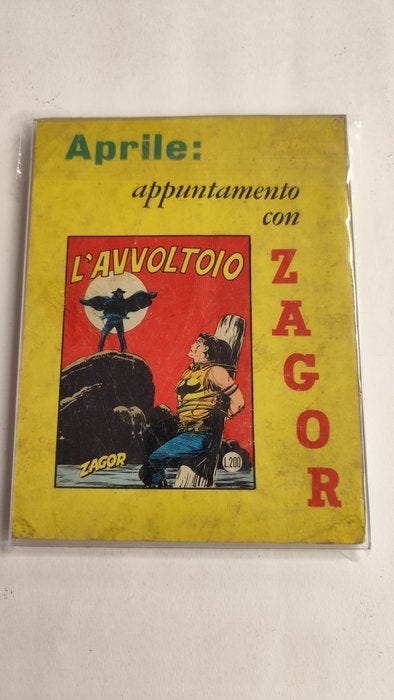 Aprile:
appuntamento
con
ZAGOR
L'AVVOLTOIO
ZAGOR
L.200